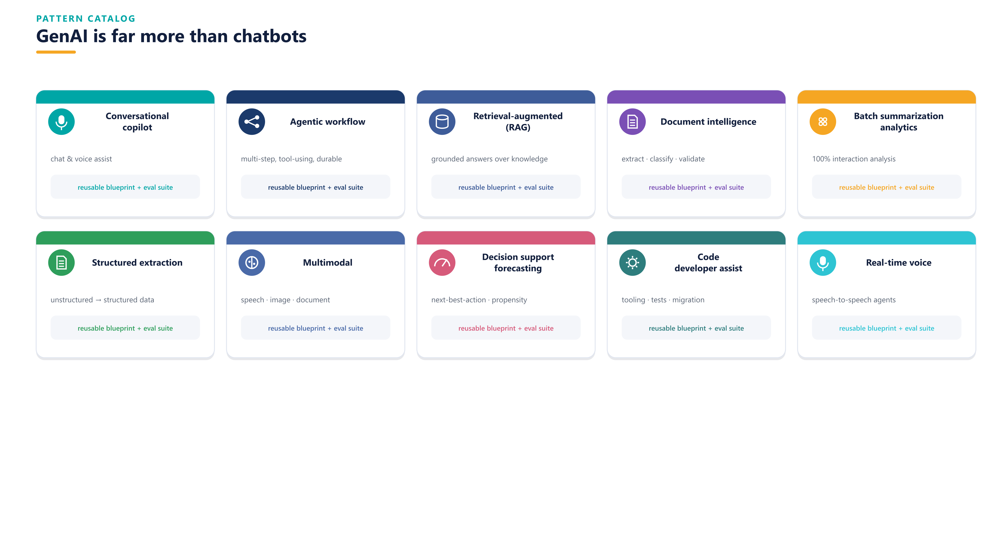 PATTERN CATALOG
GenAI is far more than chatbots
Conversational
copilot
chat & voice assist
reusable blueprint + eval suite
Agentic workflow
multi-step, tool-using, durable
reusable blueprint + eval suite
Retrieval-augmented
(RAG)
grounded answers over knowledge
reusable blueprint + eval suite
Document intelligence
extract · classify · validate
reusable blueprint + eval suite
Batch summarization
analytics
100% interaction analysis
reusable blueprint + eval suite
Structured extraction
unstructured → structured data
reusable blueprint + eval suite
Multimodal
speech · image · document
reusable blueprint + eval suite
Decision support
forecasting
next-best-action · propensity
reusable blueprint + eval suite
Code
developer assist
tooling · tests · migration
reusable blueprint + eval suite
Real-time voice
speech-to-speech agents
reusable blueprint + eval suite